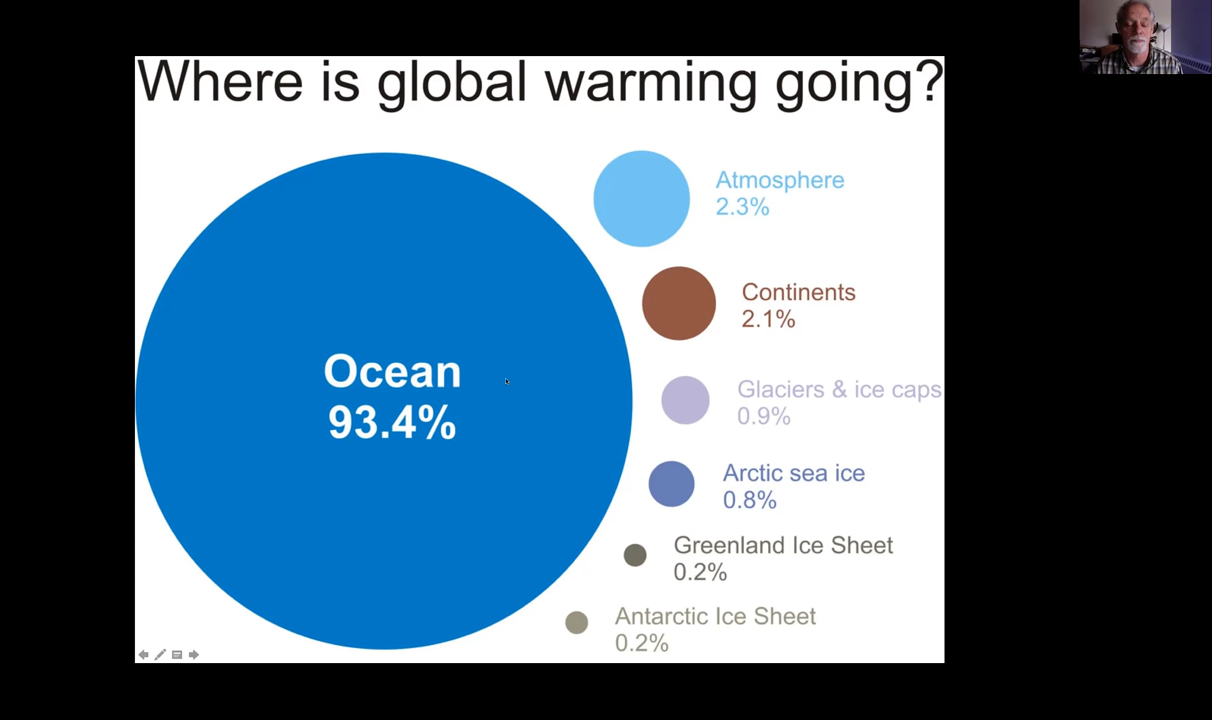 Where is global warming going?
Ocean
93.4%
Atmosphere
2.3%
Continents
2.1%
Glaciers & ice caps
0.9%
Arctic sea ice
0.8%
Greenland Ice Sheet
0.2%
Antarctic Ice Sheet
0.2%